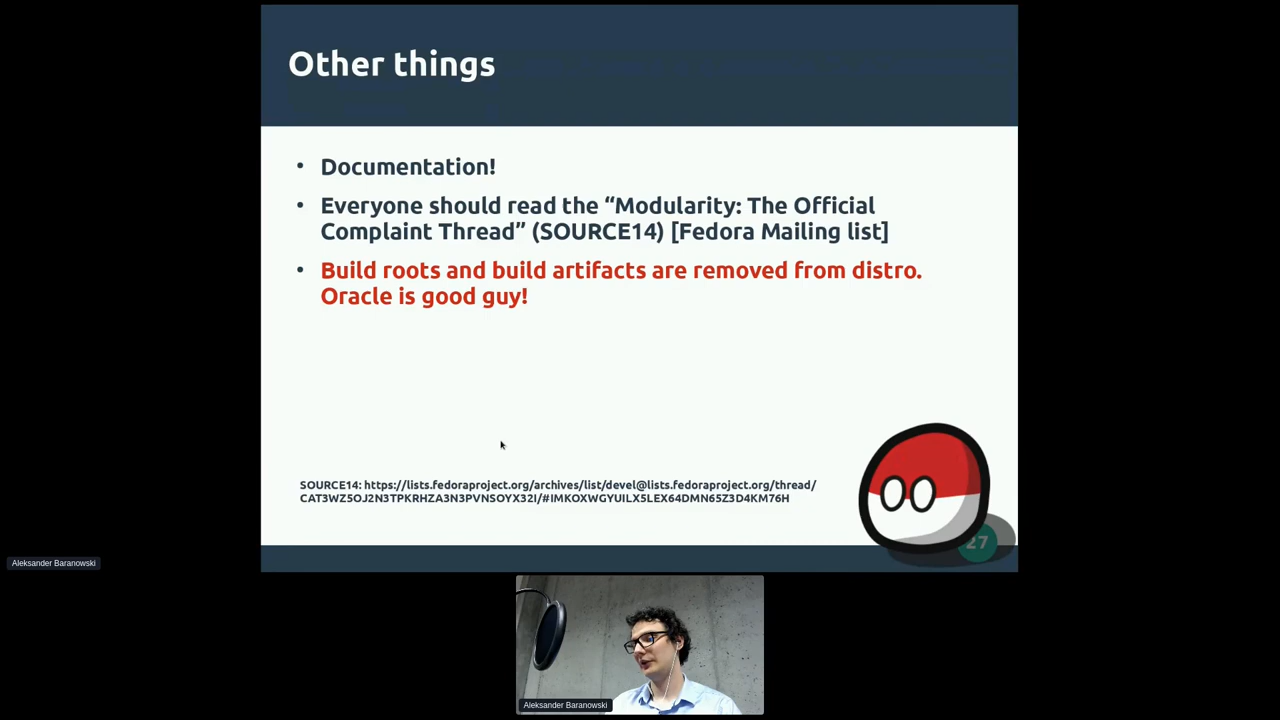 Other things
• Documentation!
• Everyone should read the “Modularity: The Official
Complaint Thread” (SOURCE14) [Fedora Mailing list]
• Build roots and build artifacts are removed from distro.
Oracle is good guy!
SOURCE14: https://lists.fedoraproject.org/archives/list/devel@lists.fedoraproject.org/thread/
CAT3WZ5OJ2N3TPKRHZA3N3PVNSOYX32I/#IMKOXWGYUILX5LEX64DMN65Z3D4KM76H
27
Aleksander Baranowski
Aleksander Baranowski